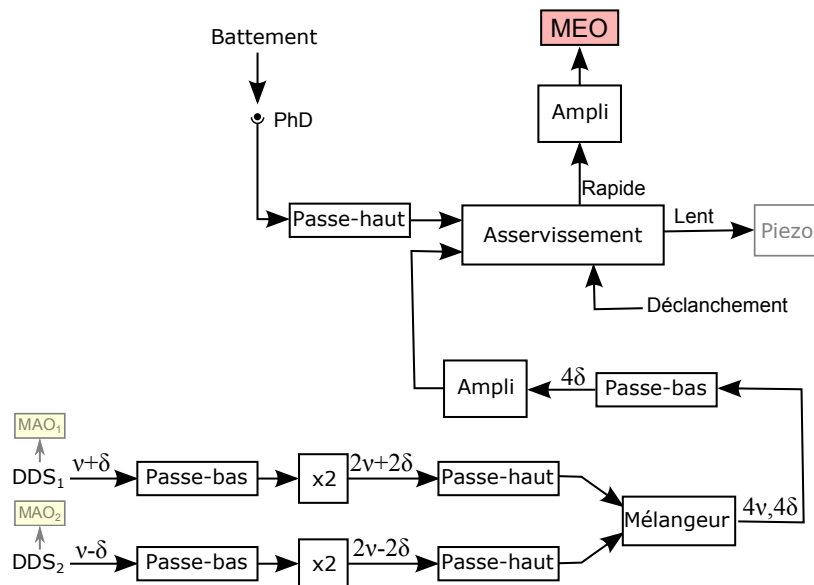 MEO
Battement
Ampli
PhD
Rapide
Passe-haut
Asservissement
Lent
Piezo
Déclanchement
Ampli
4δ
Passe-bas
MAO₁
DDS₁
ν+δ
Passe-bas
x2
2ν+2δ
Passe-haut
Mélangeur
4ν,4δ
MAO₂
DDS₂
ν-δ
Passe-bas
x2
2ν-2δ
Passe-haut